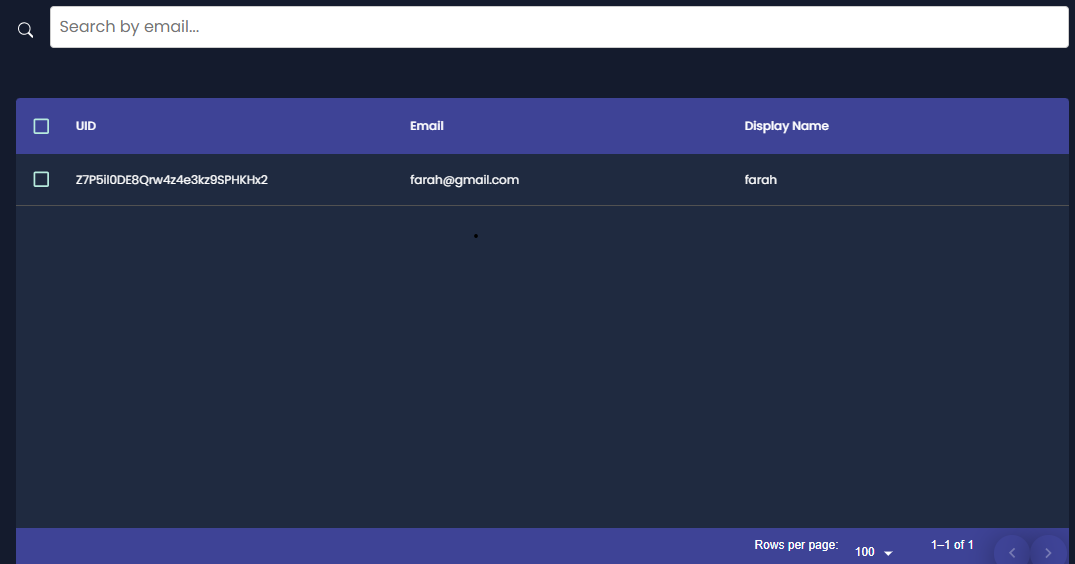 Search by email...
UID Email Display Name
Z7P5il0DE8Qrw4z4e3kz9SPHKHx2 farah@gmail.com farah
Rows per page: 100 1–1 of 1